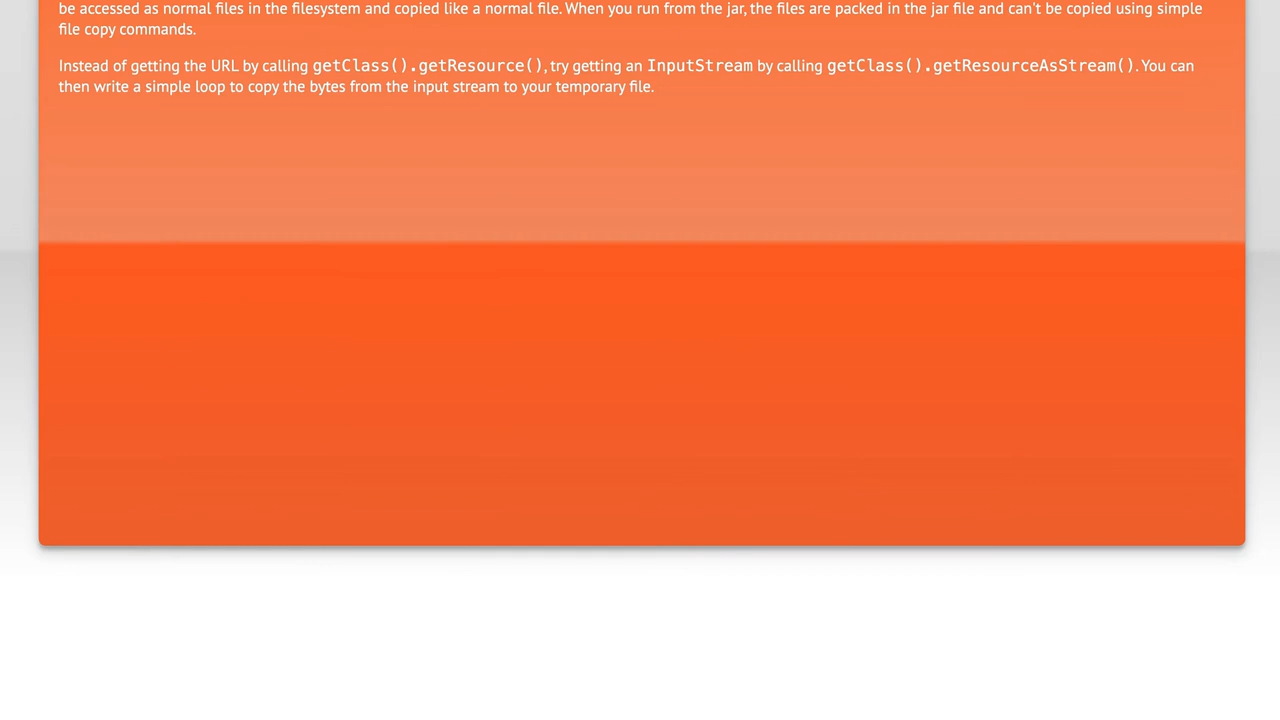 be accessed as normal files in the filesystem and copied like a normal file. When you run from the jar, the files are packed in the jar file and can't be copied using simple
file copy commands.
Instead of getting the URL by calling getClass().getResource(), try getting an InputStream by calling getClass().getResourceAsStream(). You can
then write a simple loop to copy the bytes from the input stream to your temporary file.